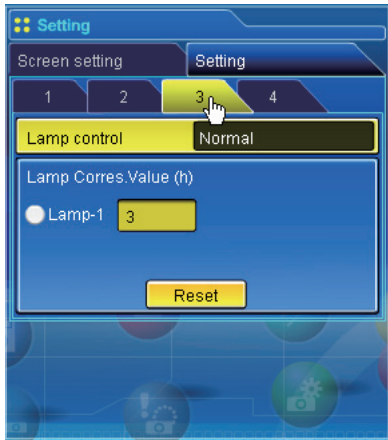 Setting
Screen setting Setting
1 2 3 4
Lamp control Normal
Lamp Corres.Value (h)
Lamp-1 3
Reset